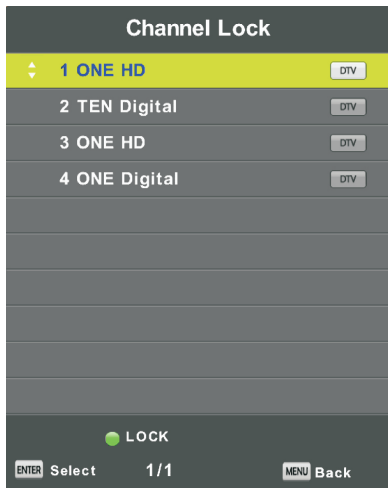 Channel Lock
1 ONE HD DTV
2 TEN Digital DTV
3 ONE HD DTV
4 ONE Digital DTV
LOCK
ENTER Select 1/1 MENU Back